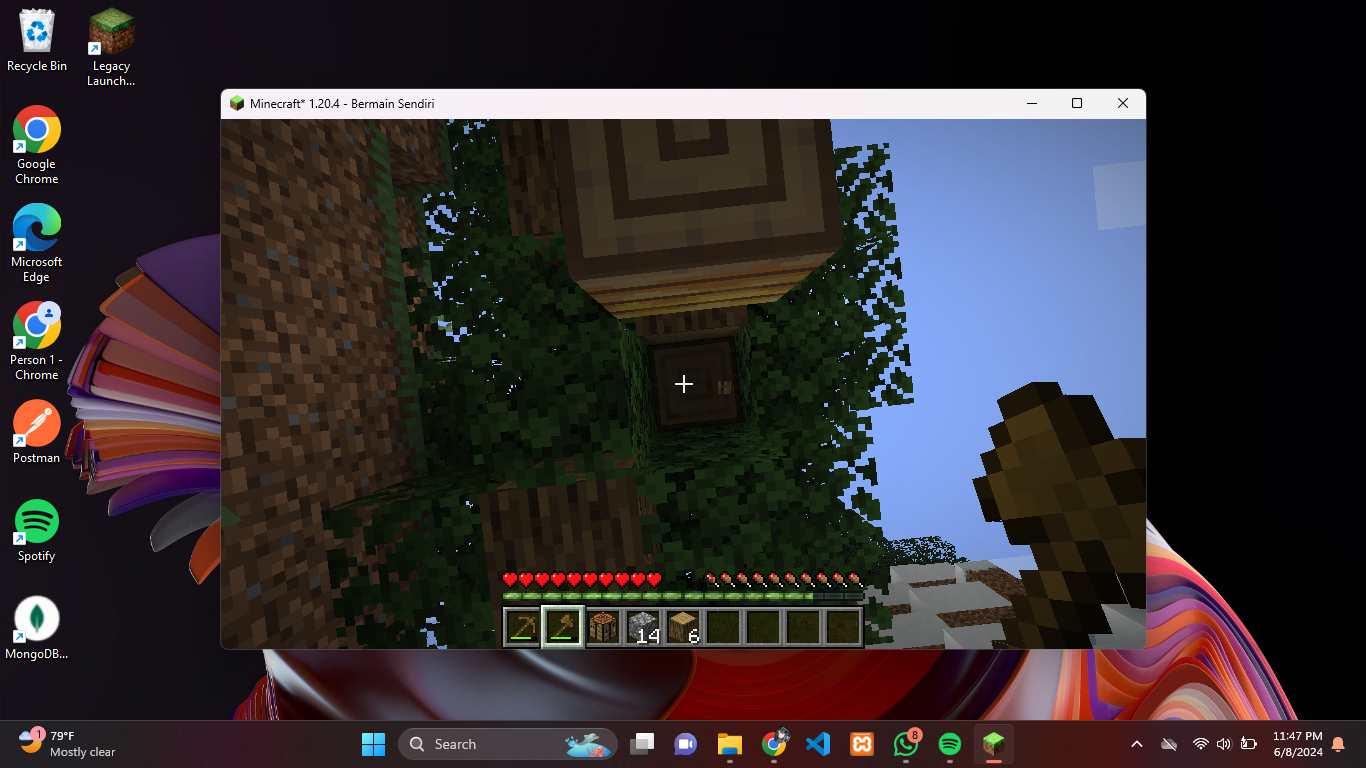 Recycle Bin
Legacy
Launch...
Google
Chrome
Microsoft
Edge
Person 1 -
Chrome
Postman
Spotify
MongoDB...
Minecraft* 1.20.4 - Bermain Sendiri
14
6
1
79°F
Mostly clear
Search
8
11:47 PM
6/8/2024